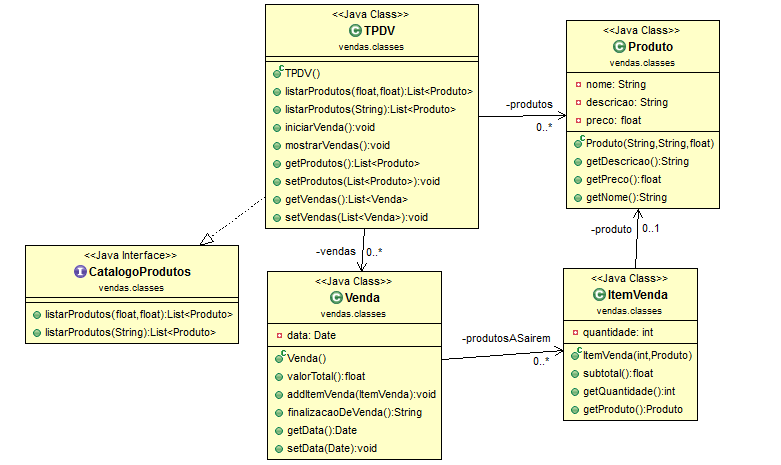 <<Java Class>>
TPDV
vendas.classes
TPDV()
listarProdutos(float,float):List<Produto>
listarProdutos(String):List<Produto>
iniciarVenda():void
mostrarVendas():void
getProdutos():List<Produto>
setProdutos(List<Produto>):void
getVendas():List<Venda>
setVendas(List<Venda>):void
-produtos
0..*
<<Java Class>>
Produto
vendas.classes
nome: String
descricao: String
preco: float
Produto(String,String,float)
getDescricao():String
getPreco():float
getNome():String
<<Java Interface>>
CatalogoProdutos
vendas.classes
listarProdutos(float,float):List<Produto>
listarProdutos(String):List<Produto>
-vendas
0..*
-produto
0..1
<<Java Class>>
Venda
vendas.classes
data: Date
Venda()
valorTotal():float
addItemVenda(ItemVenda):void
finalizacaoDeVenda():String
getData():Date
setData(Date):void
-produtosASairem
0..*
<<Java Class>>
ItemVenda
vendas.classes
quantidade: int
ItemVenda(int,Produto)
subtotal():float
getQuantidade():int
getProduto():Produto